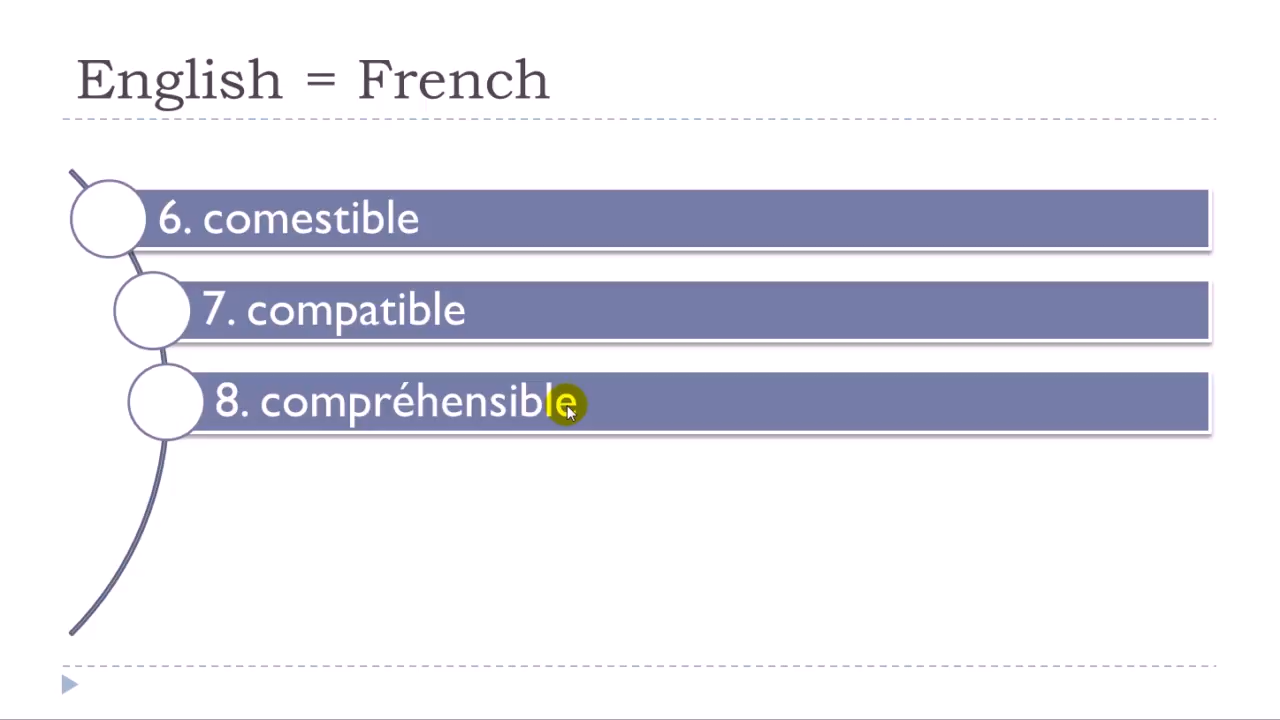 English = French
6. comestible
7. compatible
8. compréhensible